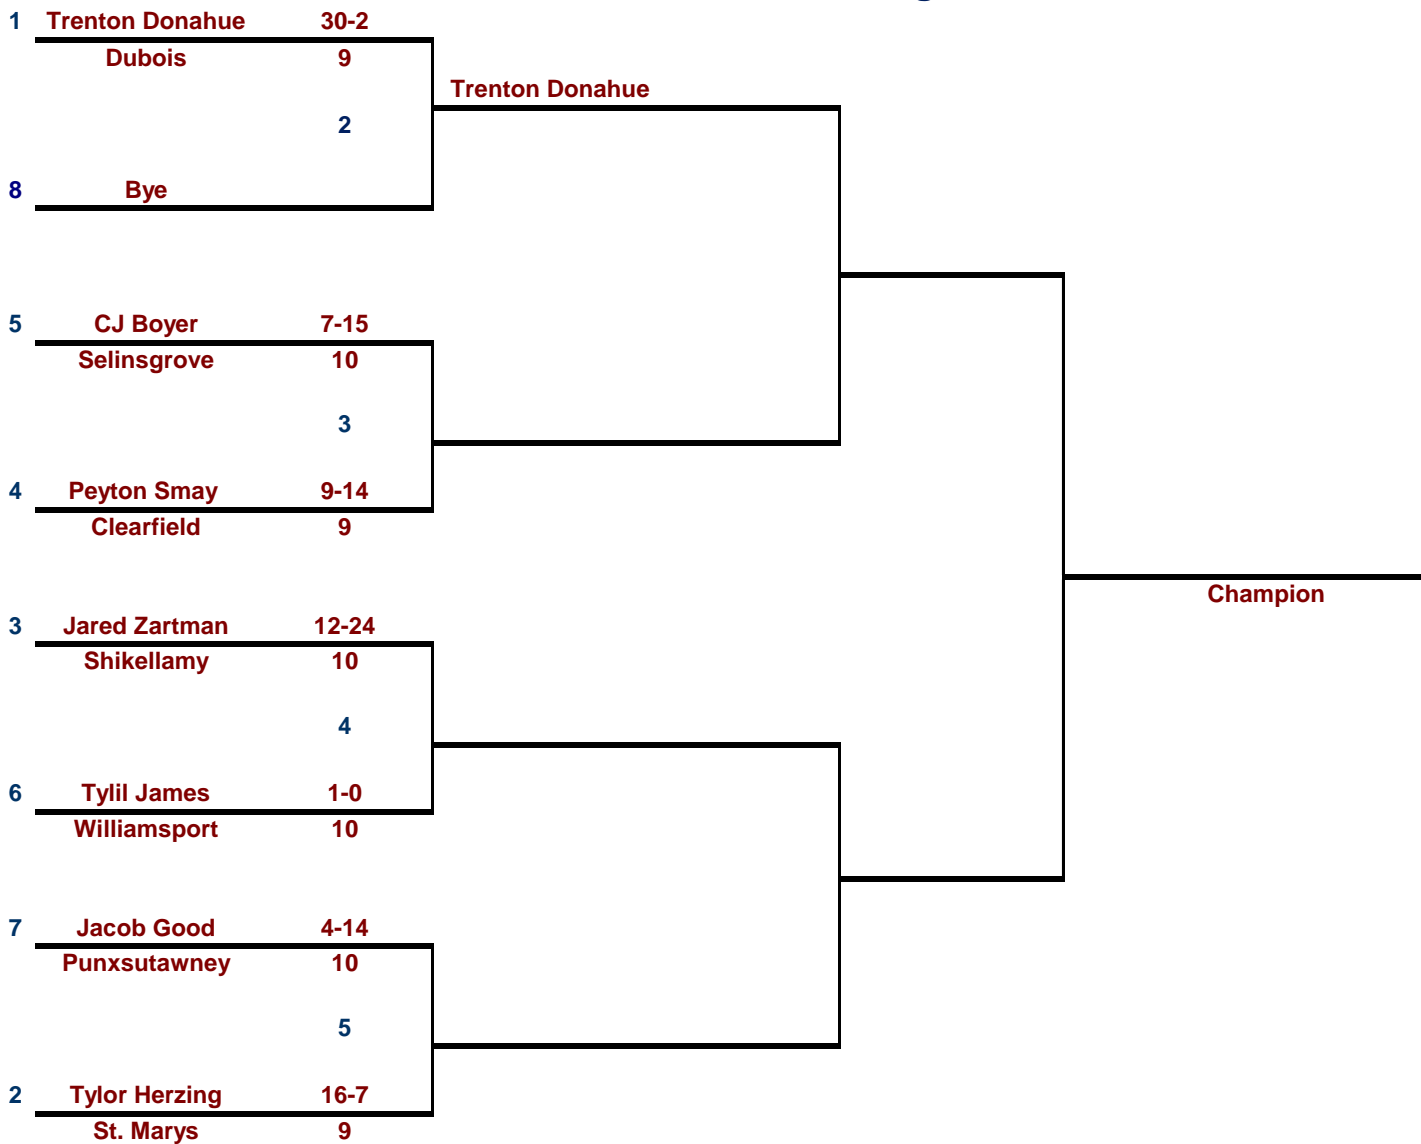 1 Trenton Donahue 30-2
Dubois 9
Trenton Donahue
2
8 Bye
5 CJ Boyer 7-15
Selinsgrove 10
3
4 Peyton Smay 9-14
Clearfield 9
Champion
3 Jared Zartman 12-24
Shikellamy 10
4
6 Tylil James 1-0
Williamsport 10
7 Jacob Good 4-14
Punxsutawney 10
5
2 Tylor Herzing 16-7
St. Marys 9